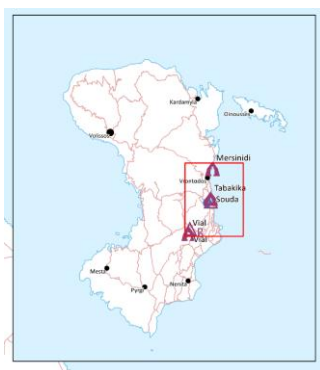 Kardamyla
Oinousses
Volissos
Mersinidi
Vrontados
Tabakika
Souda
Vial
Vial
Mesta
Pyrgi
Nenita